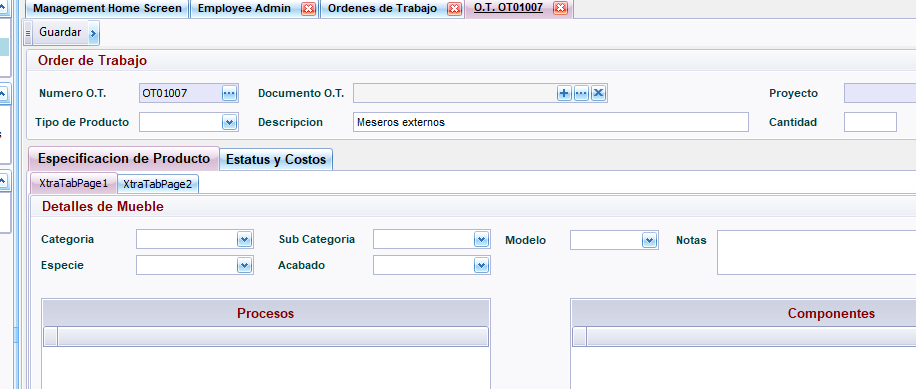 Management Home Screen Employee Admin Ordenes de Trabajo O.T. OT01007
Guardar
Order de Trabajo
Numero O.T. OT01007 Documento O.T. Proyecto
Tipo de Producto Descripcion Meseros externos Cantidad
Especificacion de Producto Estatus y Costos
XtraTabPage1 XtraTabPage2
Detalles de Mueble
Categoria Sub Categoria Modelo Notas
Especie Acabado
Procesos Componentes